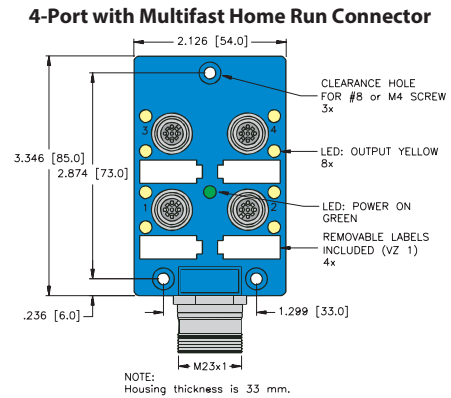 4-Port with Multifast Home Run Connector
2.126 [54.0]
CLEARANCE HOLE
FOR #8 or M4 SCREW
3x
3
4
LED: OUTPUT YELLOW
8x
3.346 [85.0]
2.874 [73.0]
1
2
LED: POWER ON
GREEN
REMOVABLE LABELS
INCLUDED (VZ 1)
4x
.236 [6.0]
1.299 [33.0]
M23x1
NOTE:
Housing thickness is 33 mm.